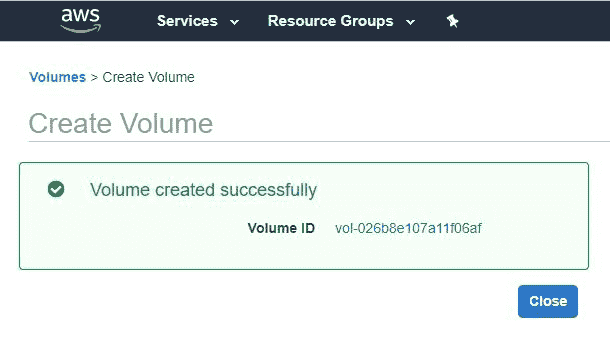 aws Services Resource Groups
Volumes > Create Volume
Create Volume
Volume created successfully
Volume ID vol-026b8e107a11f06af
Close